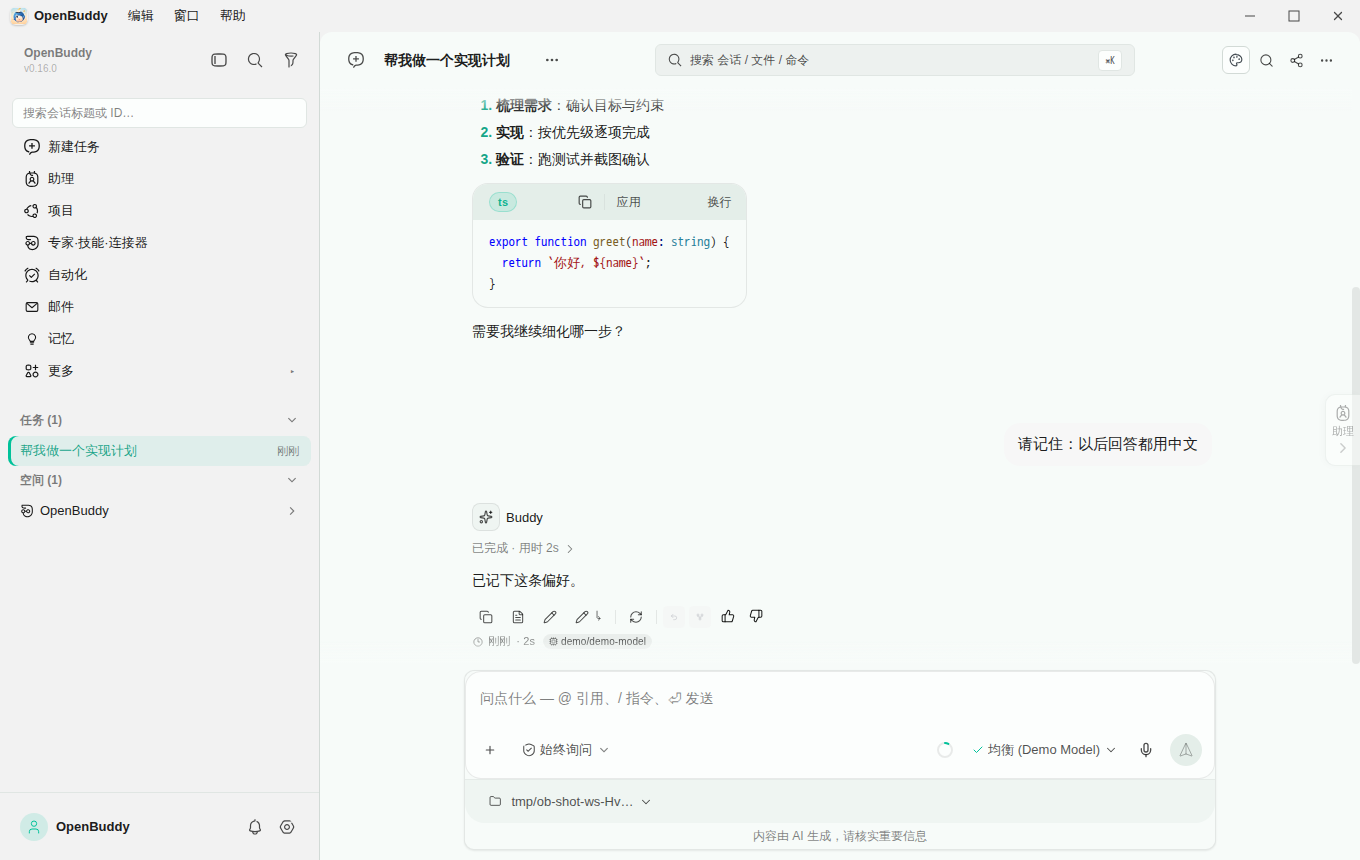 OpenBuddy 编辑 窗口 帮助
OpenBuddy
v0.16.0
搜索会话标题或 ID…
新建任务
助理
项目
专家·技能·连接器
自动化
邮件
记忆
更多
任务 (1)
帮我做一个实现计划 刚刚
空间 (1)
OpenBuddy
OpenBuddy
帮我做一个实现计划
搜索 会话 / 文件 / 命令 ⌘K
1. 梳理需求：确认目标与约束
2. 实现：按优先级逐项完成
3. 验证：跑测试并截图确认
ts 应用 换行
export function greet(name: string) {
return `你好, ${name}`;
}
需要我继续细化哪一步？
请记住：以后回答都用中文
助理
Buddy
已完成 · 用时 2s
已记下这条偏好。
刚刚 · 2s demo/demo-model
问点什么 — @ 引用、/ 指令、⏎ 发送
始终询问 均衡 (Demo Model)
tmp/ob-shot-ws-Hv…
内容由 AI 生成，请核实重要信息